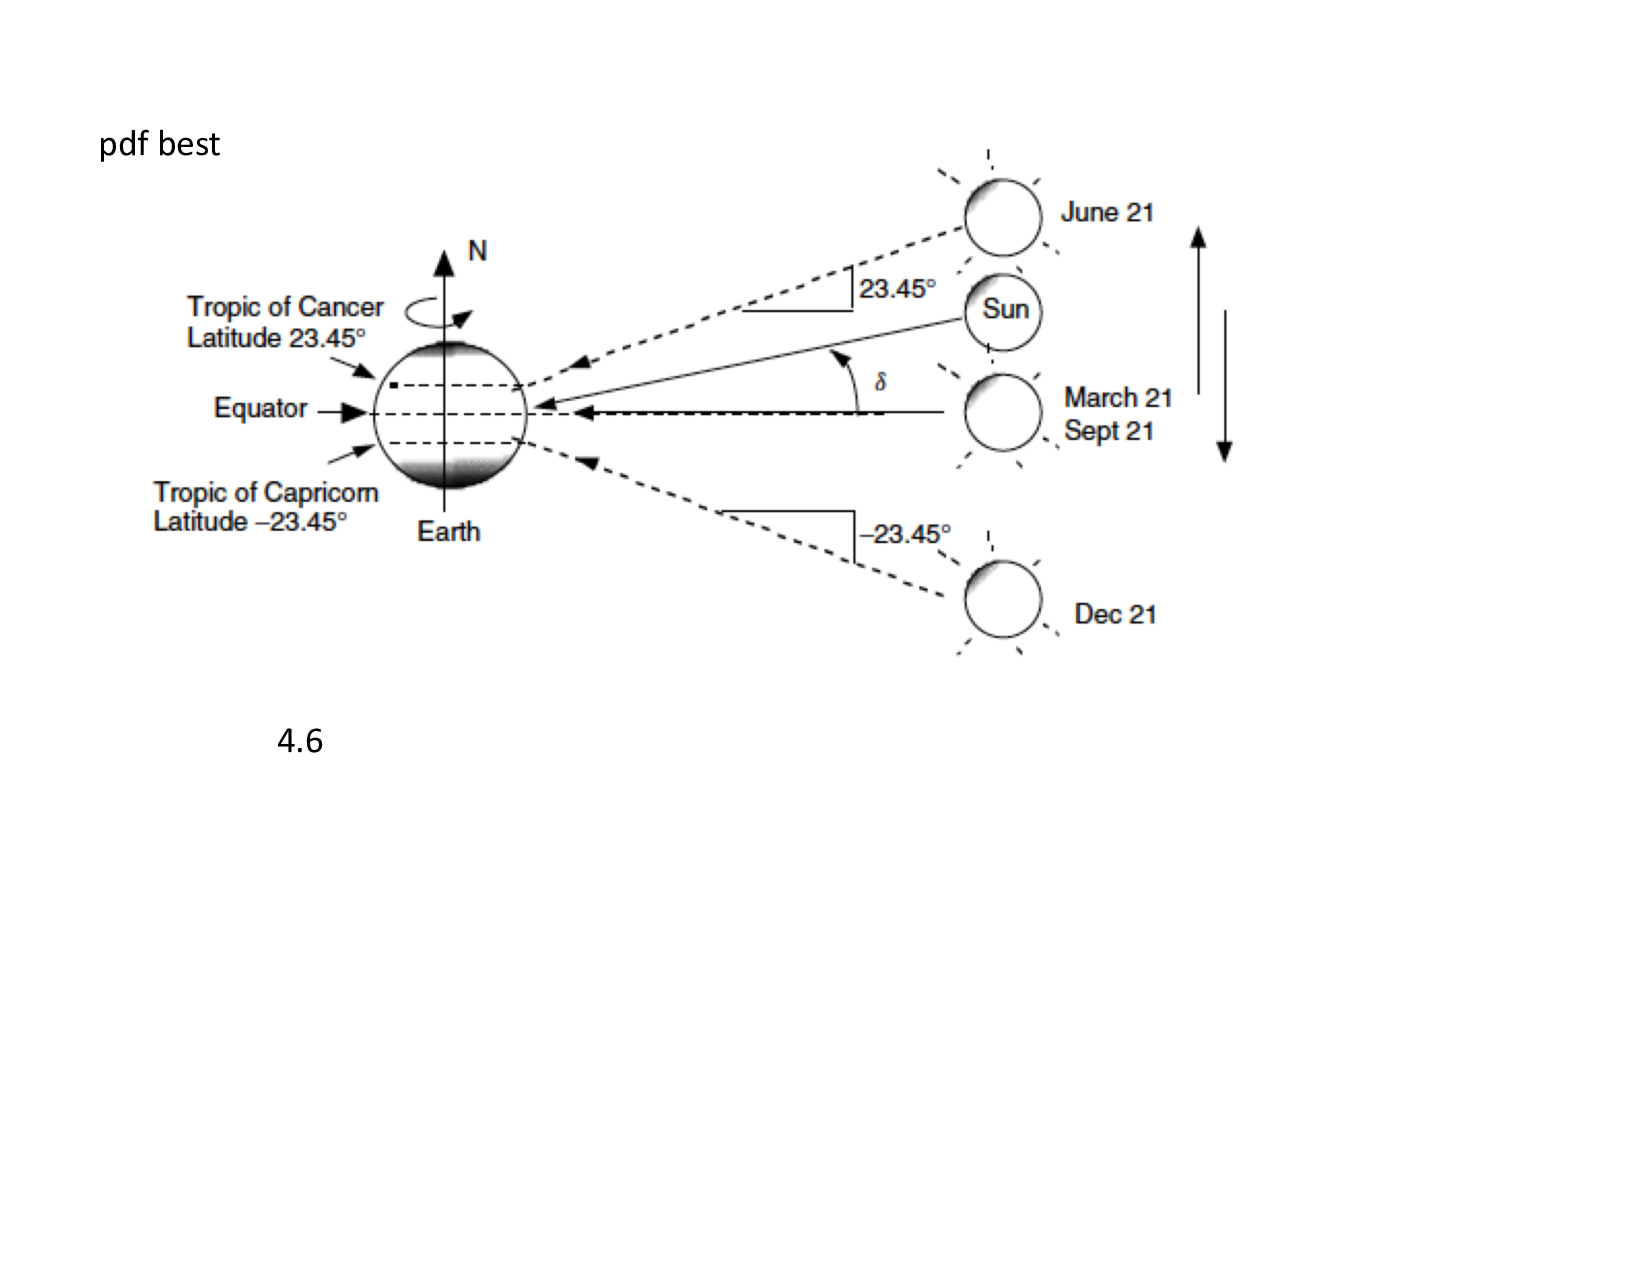 pdf best
June 21
N
23.45°
Sun
Tropic of Cancer
Latitude 23.45°
δ
Equator
March 21
Sept 21
Tropic of Capricorn
Latitude –23.45°
Earth
–23.45°
Dec 21
4.6